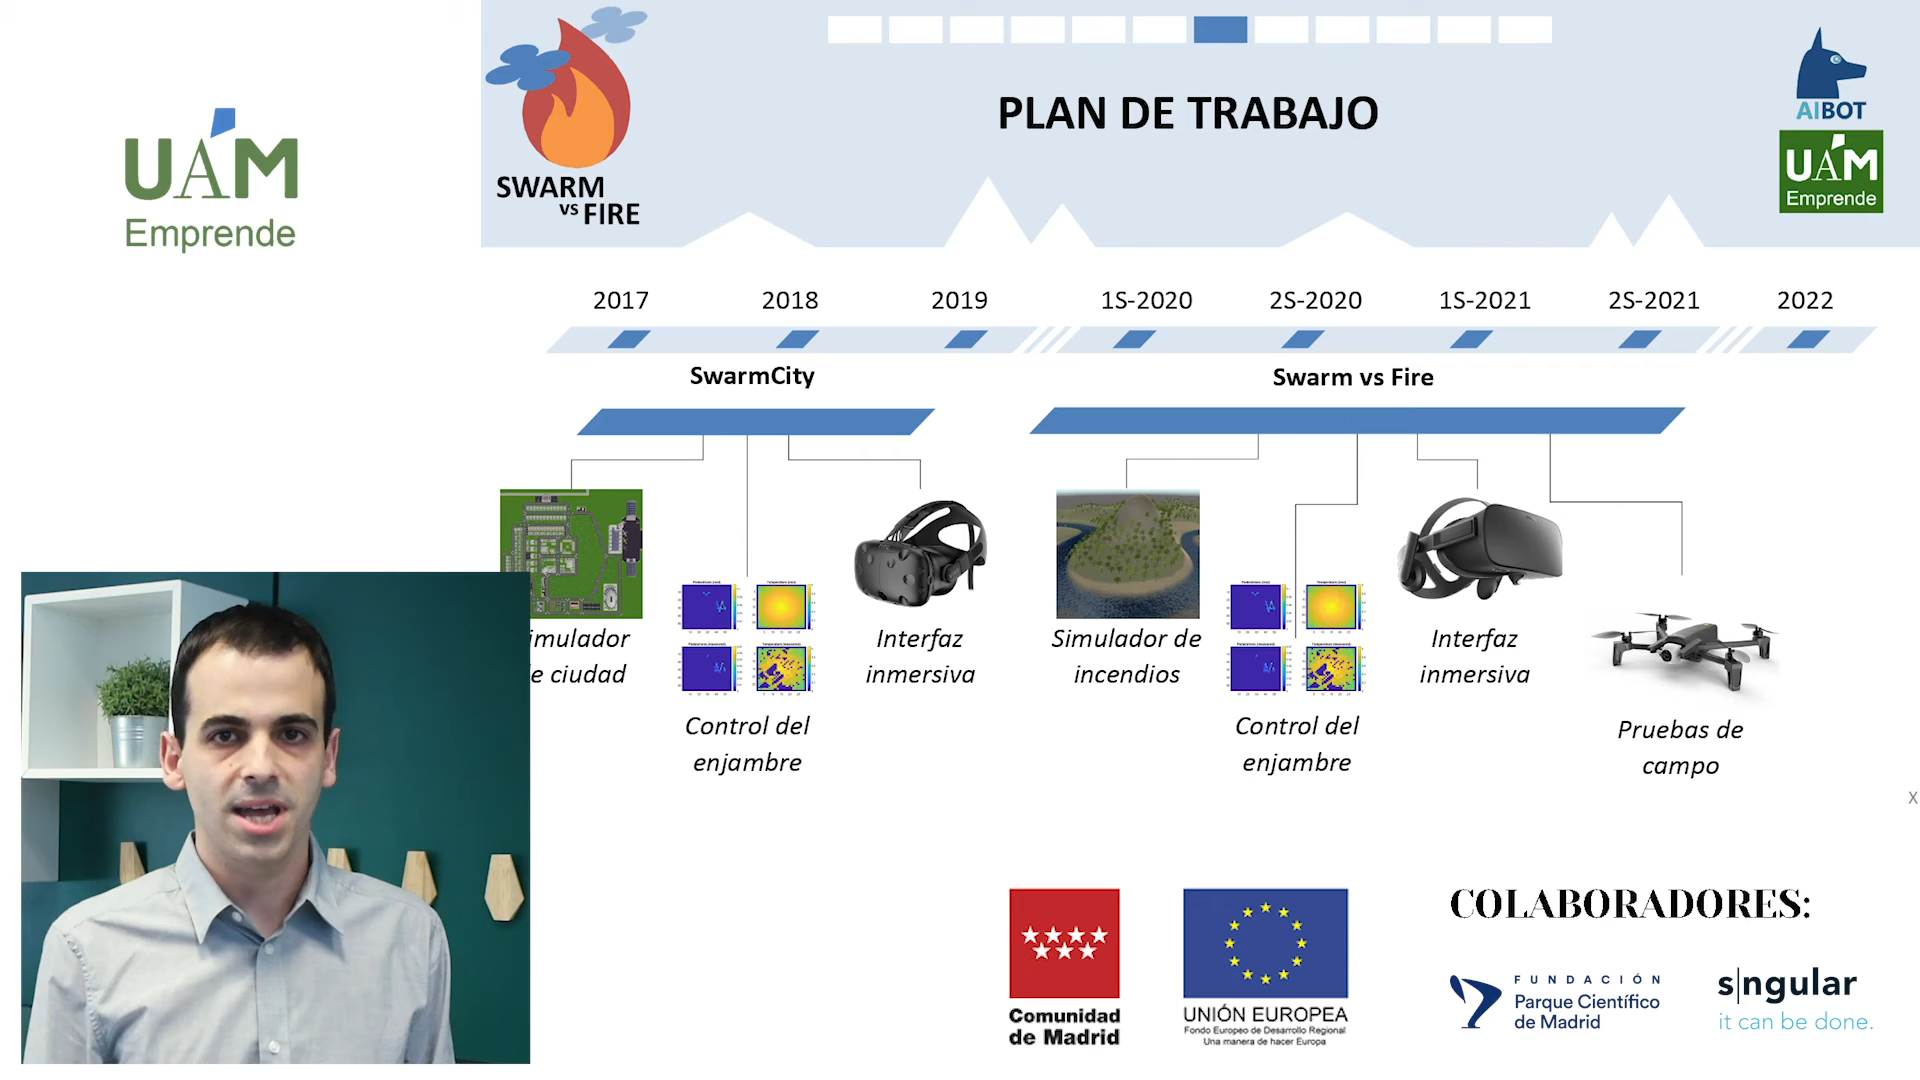 UAM
Emprende
SWARM
vs FIRE
PLAN DE TRABAJO
AIBOT
UAM
Emprende
2017 2018 2019 1S-2020 2S-2020 1S-2021 2S-2021 2022
SwarmCity
Swarm vs Fire
imulador
e ciudad
Control del
enjambre
Interfaz
inmersiva
Simulador de
incendios
Control del
enjambre
Interfaz
inmersiva
Pruebas de
campo
X
Comunidad
de Madrid
UNIÓN EUROPEA
Fondo Europeo de Desarrollo Regional
Una manera de hacer Europa
COLABORADORES:
FUNDACIÓN
Parque Científico
de Madrid
s|ngular
it can be done.